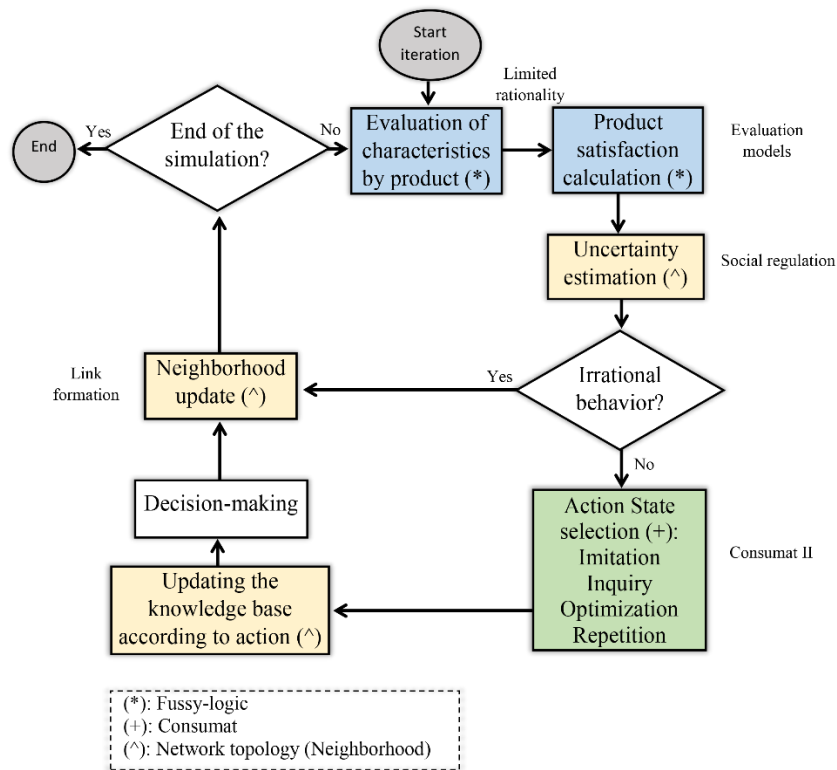 Start
iteration
Limited
rationality
Yes
End of the
simulation?
No
End
Evaluation of
characteristics
by product (*)
Product
satisfaction
calculation (*)
Evaluation
models
Uncertainty
estimation (^)
Social regulation
Link
formation
Neighborhood
update (^)
Yes
Irrational
behavior?
No
Decision-making
Action State
selection (+):
Imitation
Inquiry
Optimization
Repetition
Consumat II
Updating the
knowledge base
according to action (^)
(*): Fussy-logic
(+): Consumat
(^): Network topology (Neighborhood)